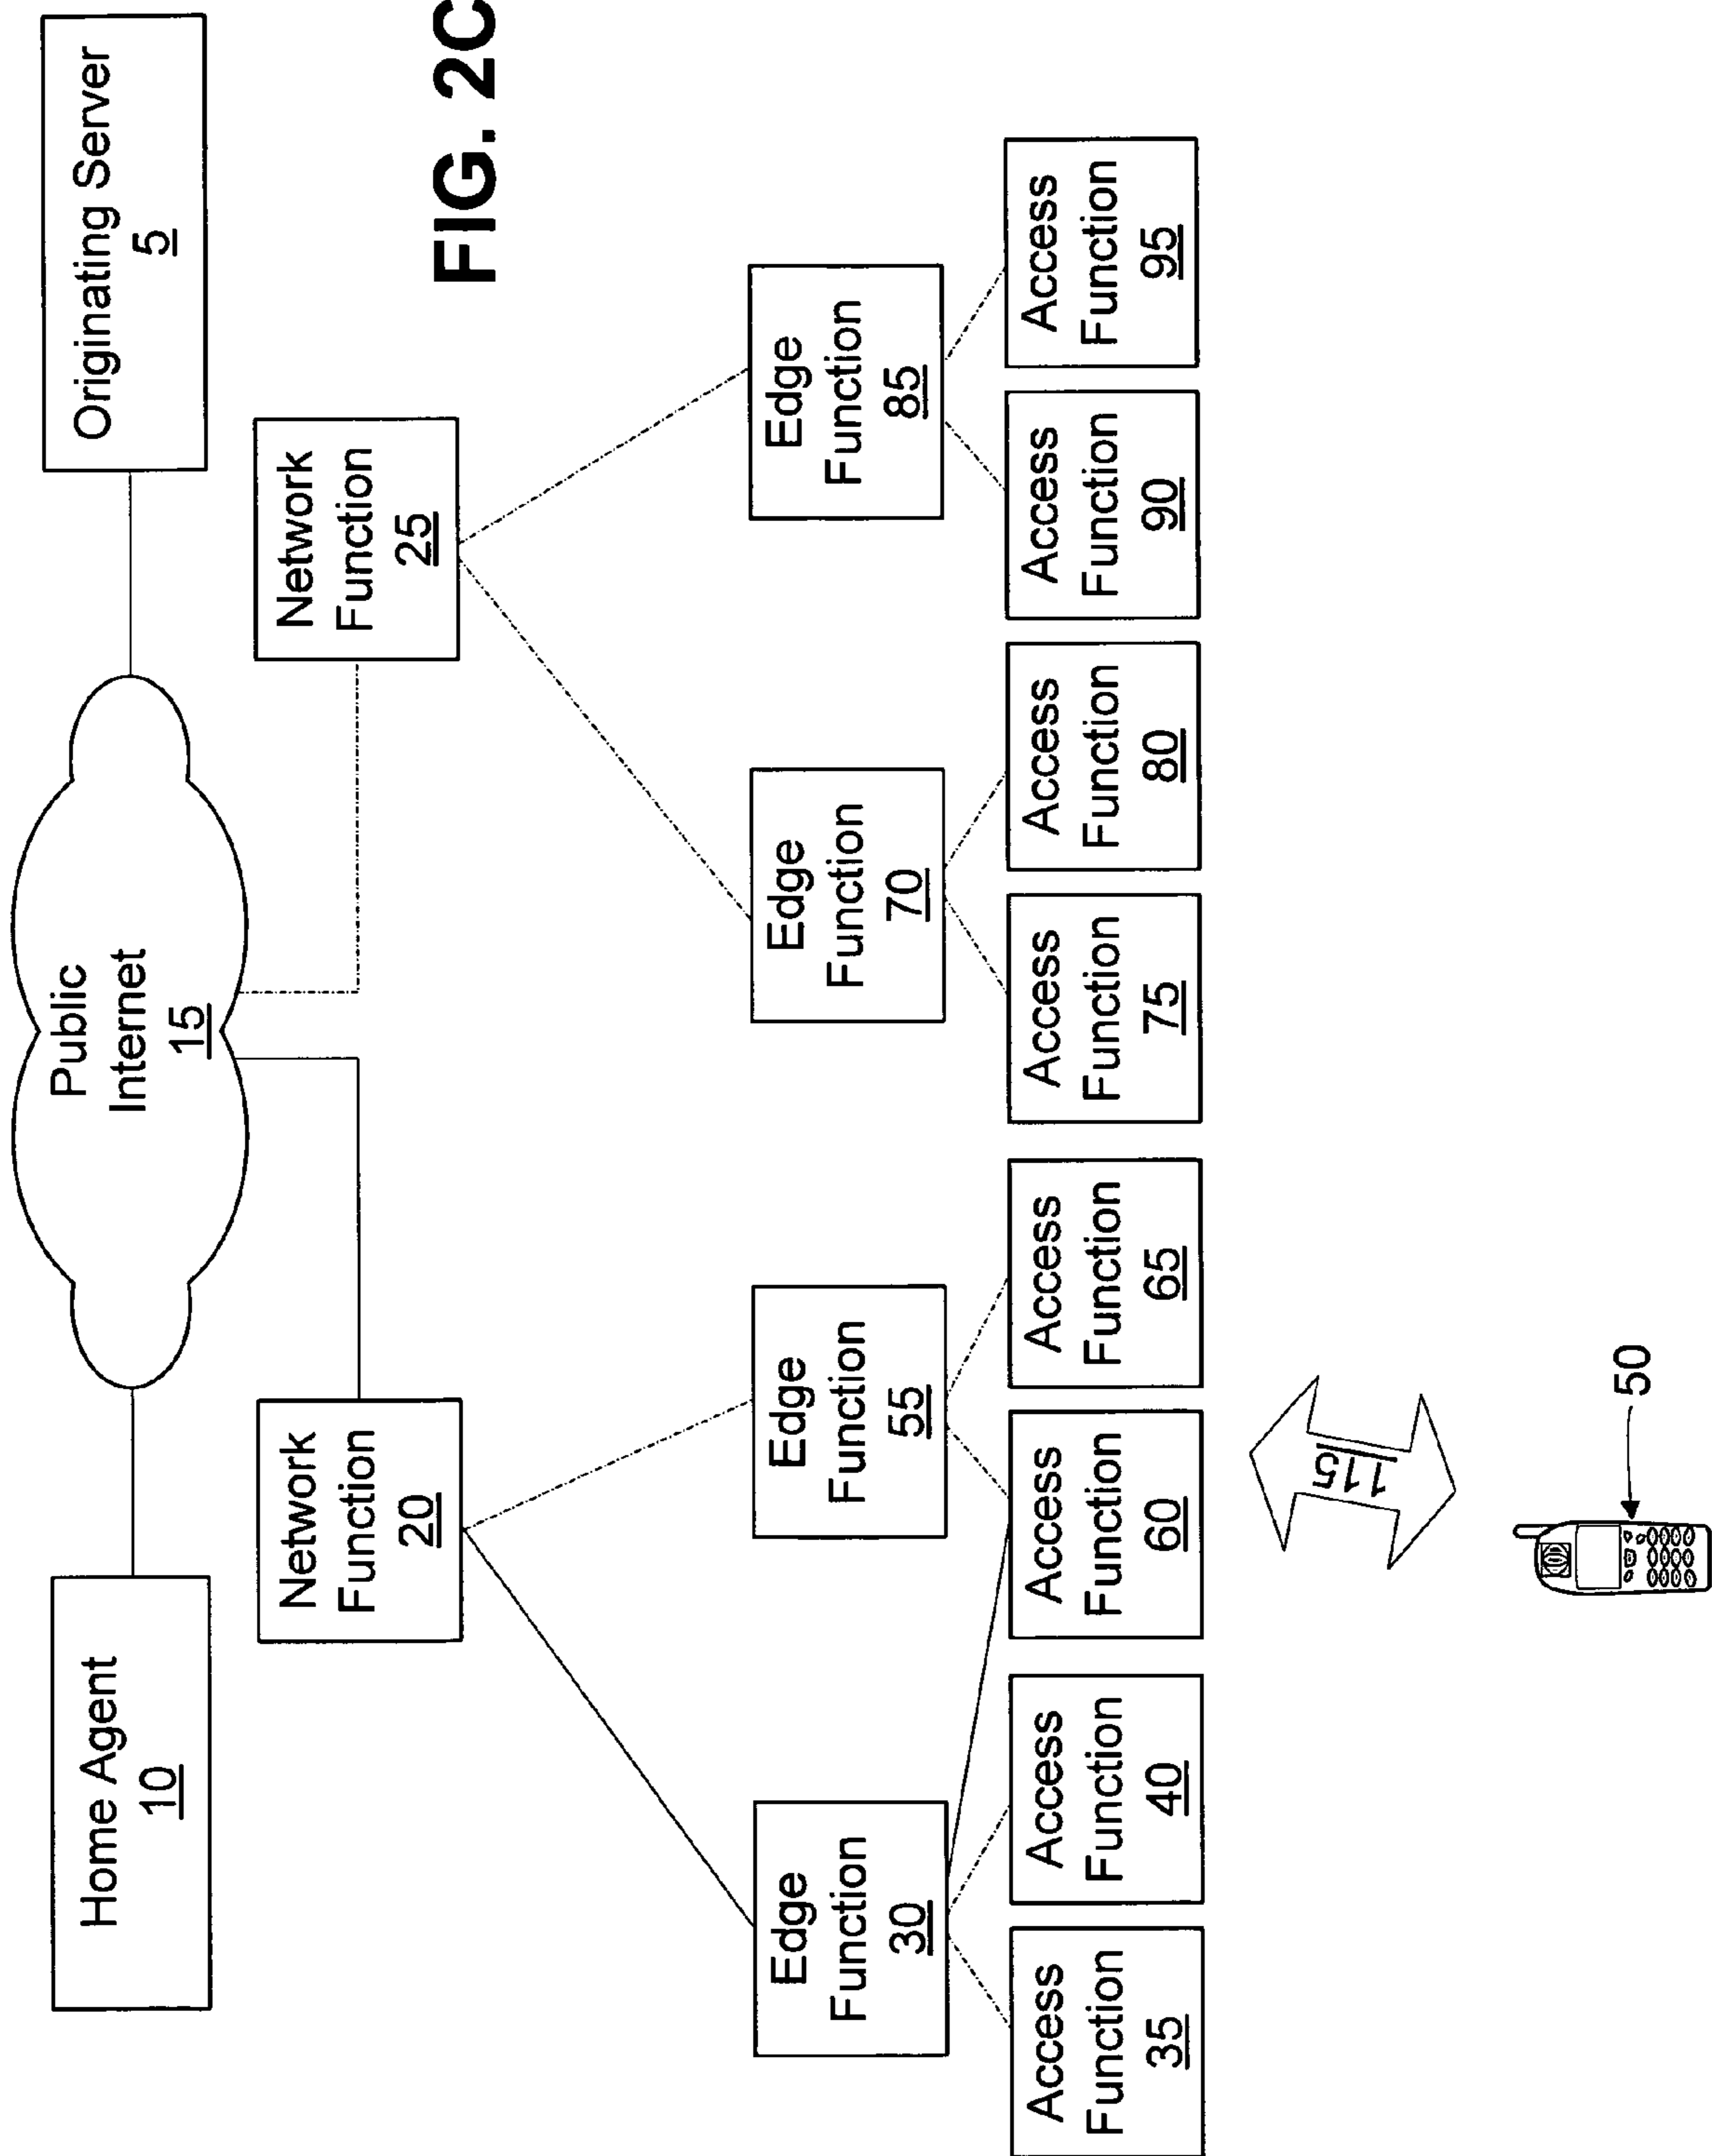 Home Agent
10
Public
Internet
15
Originating Server
5
Network
Function
20
Network
Function
25
FIG. 2C
Edge
Function
30
Edge
Function
55
Edge
Function
70
Edge
Function
85
Access
Function
35
Access
Function
40
Access
Function
60
Access
Function
65
Access
Function
75
Access
Function
80
Access
Function
90
Access
Function
95
115
50